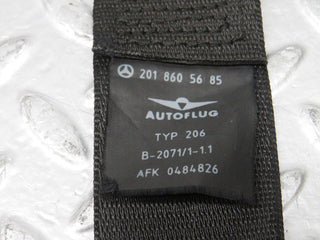 201 860 56 85
AUTOFLUG
TYP 206
B-2071/1-1.1
AFK 0484826